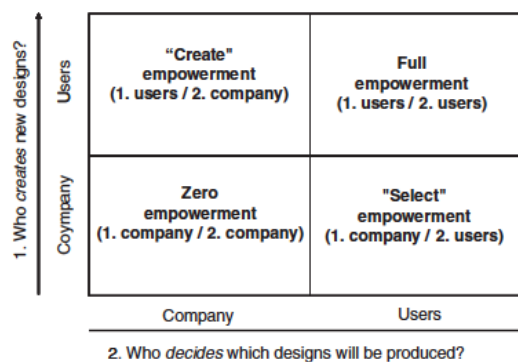 1. Who creates new designs?
Users
Coympany
“Create"
empowerment
(1. users / 2. company)
Full
empowerment
(1. users / 2. users)
Zero
empowerment
(1. company / 2. company)
"Select"
empowerment
(1. company / 2. users)
Company
Users
2. Who decides which designs will be produced?